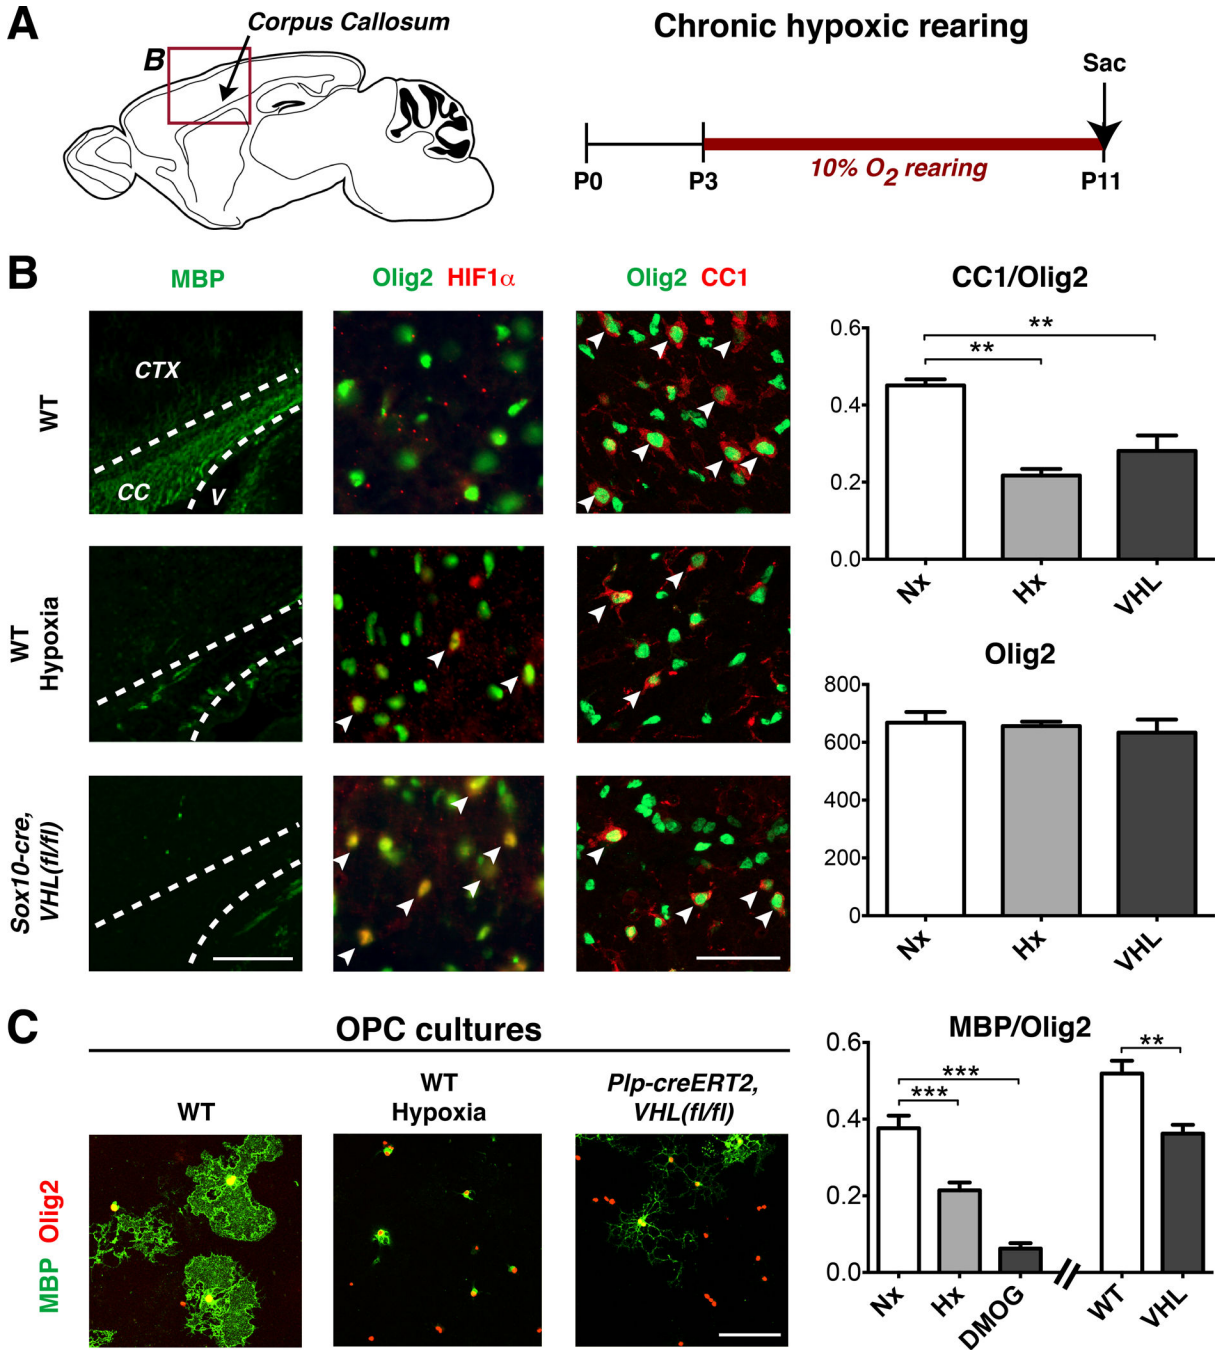 A
Corpus Callosum
B
Chronic hypoxic rearing
Sac
10% O2 rearing
P0
P3
P11
B
MBP
Olig2 HIF1α
Olig2 CC1
WT
CTX
CC
V
WT
Hypoxia
Sox10-cre,
VHL(fl/fl)
CC1/Olig2
**
**
0.6
0.4
0.2
0.0
Nx
Hx
VHL
Olig2
800
600
400
200
0
Nx
Hx
VHL
C
OPC cultures
WT
WT
Hypoxia
Plp-creERT2,
VHL(fl/fl)
MBP Olig2
MBP/Olig2
***
***
**
0.6
0.4
0.2
0.0
Nx
Hx
DMOG
WT
VHL